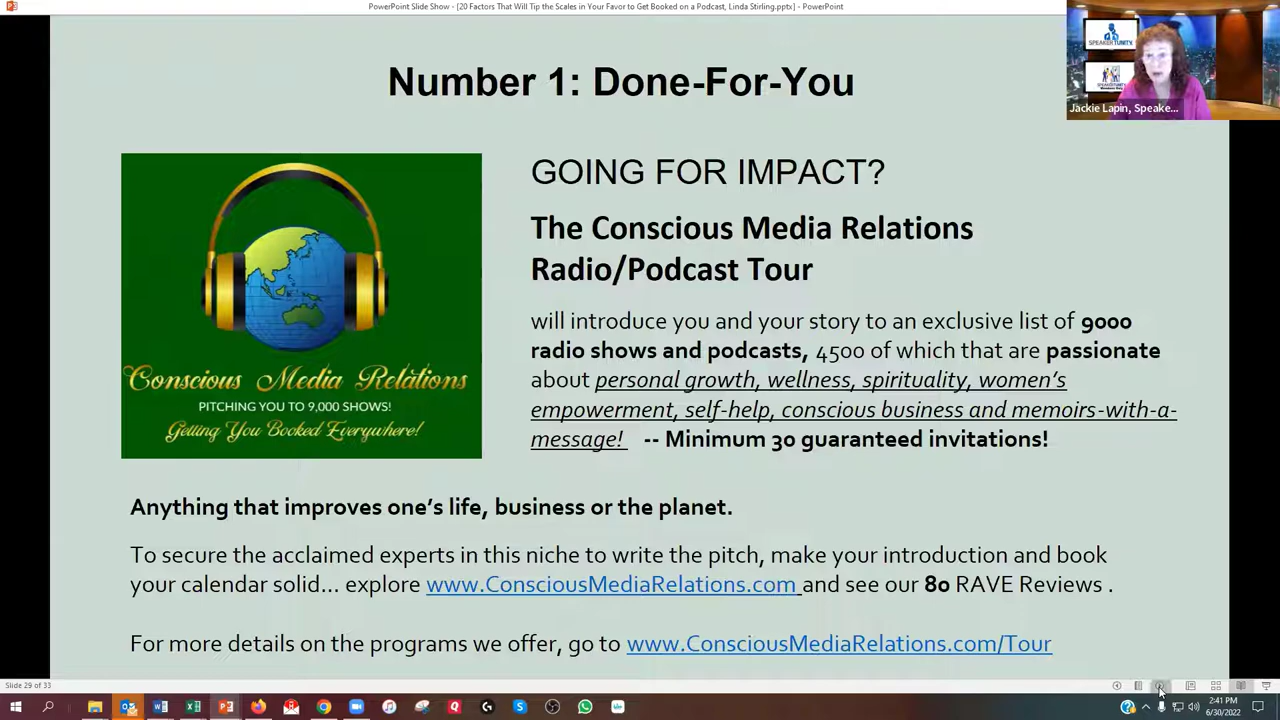 PowerPoint Slide Show - [20 Factors That Will Tip the Scales in Your Favor to Get Booked on a Podcast, Linda Stirling.pptx] - PowerPoint
SPEAKERTUNITY
Jackie Lapin, Speake...
Number 1: Done-For-You
GOING FOR IMPACT?
The Conscious Media Relations
Radio/Podcast Tour
will introduce you and your story to an exclusive list of 9000
radio shows and podcasts, 4500 of which that are passionate
about personal growth, wellness, spirituality, women's
empowerment, self-help, conscious business and memoirs-with-a-
message! -- Minimum 30 guaranteed invitations!
Conscious Media Relations
PITCHING YOU TO 9,000 SHOWS!
Getting You Booked Everywhere!
Anything that improves one's life, business or the planet.
To secure the acclaimed experts in this niche to write the pitch, make your introduction and book
your calendar solid... explore www.ConsciousMediaRelations.com and see our 80 RAVE Reviews .
For more details on the programs we offer, go to www.ConsciousMediaRelations.com/Tour
Slide 29 of 33
2:41 PM
6/30/2022